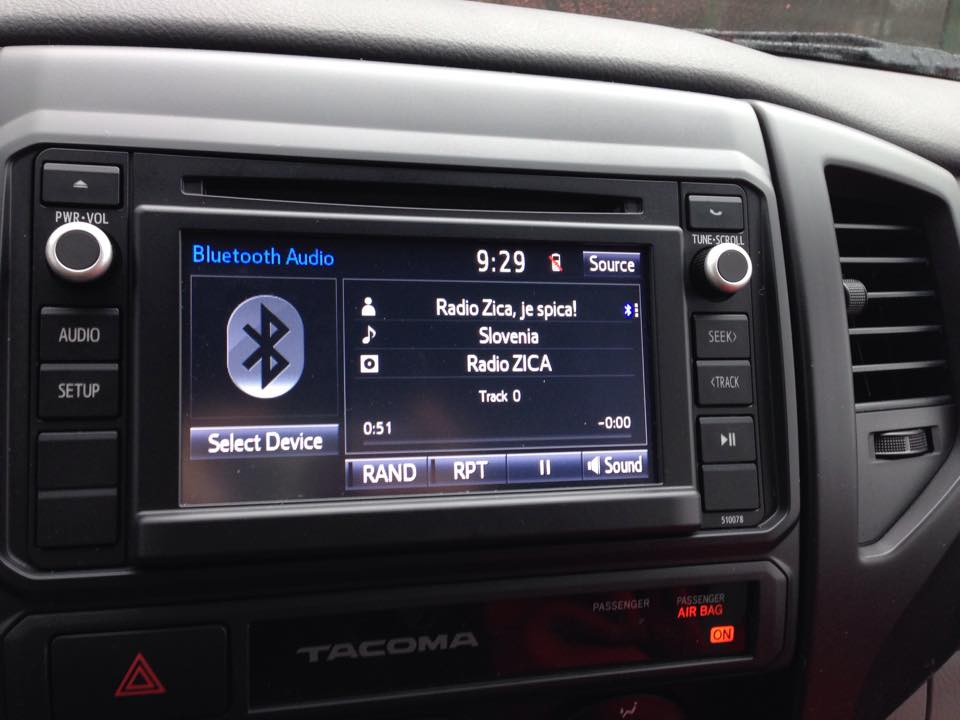 PWR•VOL
AUDIO
SETUP
Bluetooth Audio
9:29
Source
Radio Zica, je spica!
Slovenia
Radio ZICA
Track 0
0:51
-0:00
Select Device
RAND
RPT
Sound
TUNE•SCROLL
SEEK>
<TRACK
510078
TACOMA
PASSENGER
PASSENGER
AIR BAG
ON